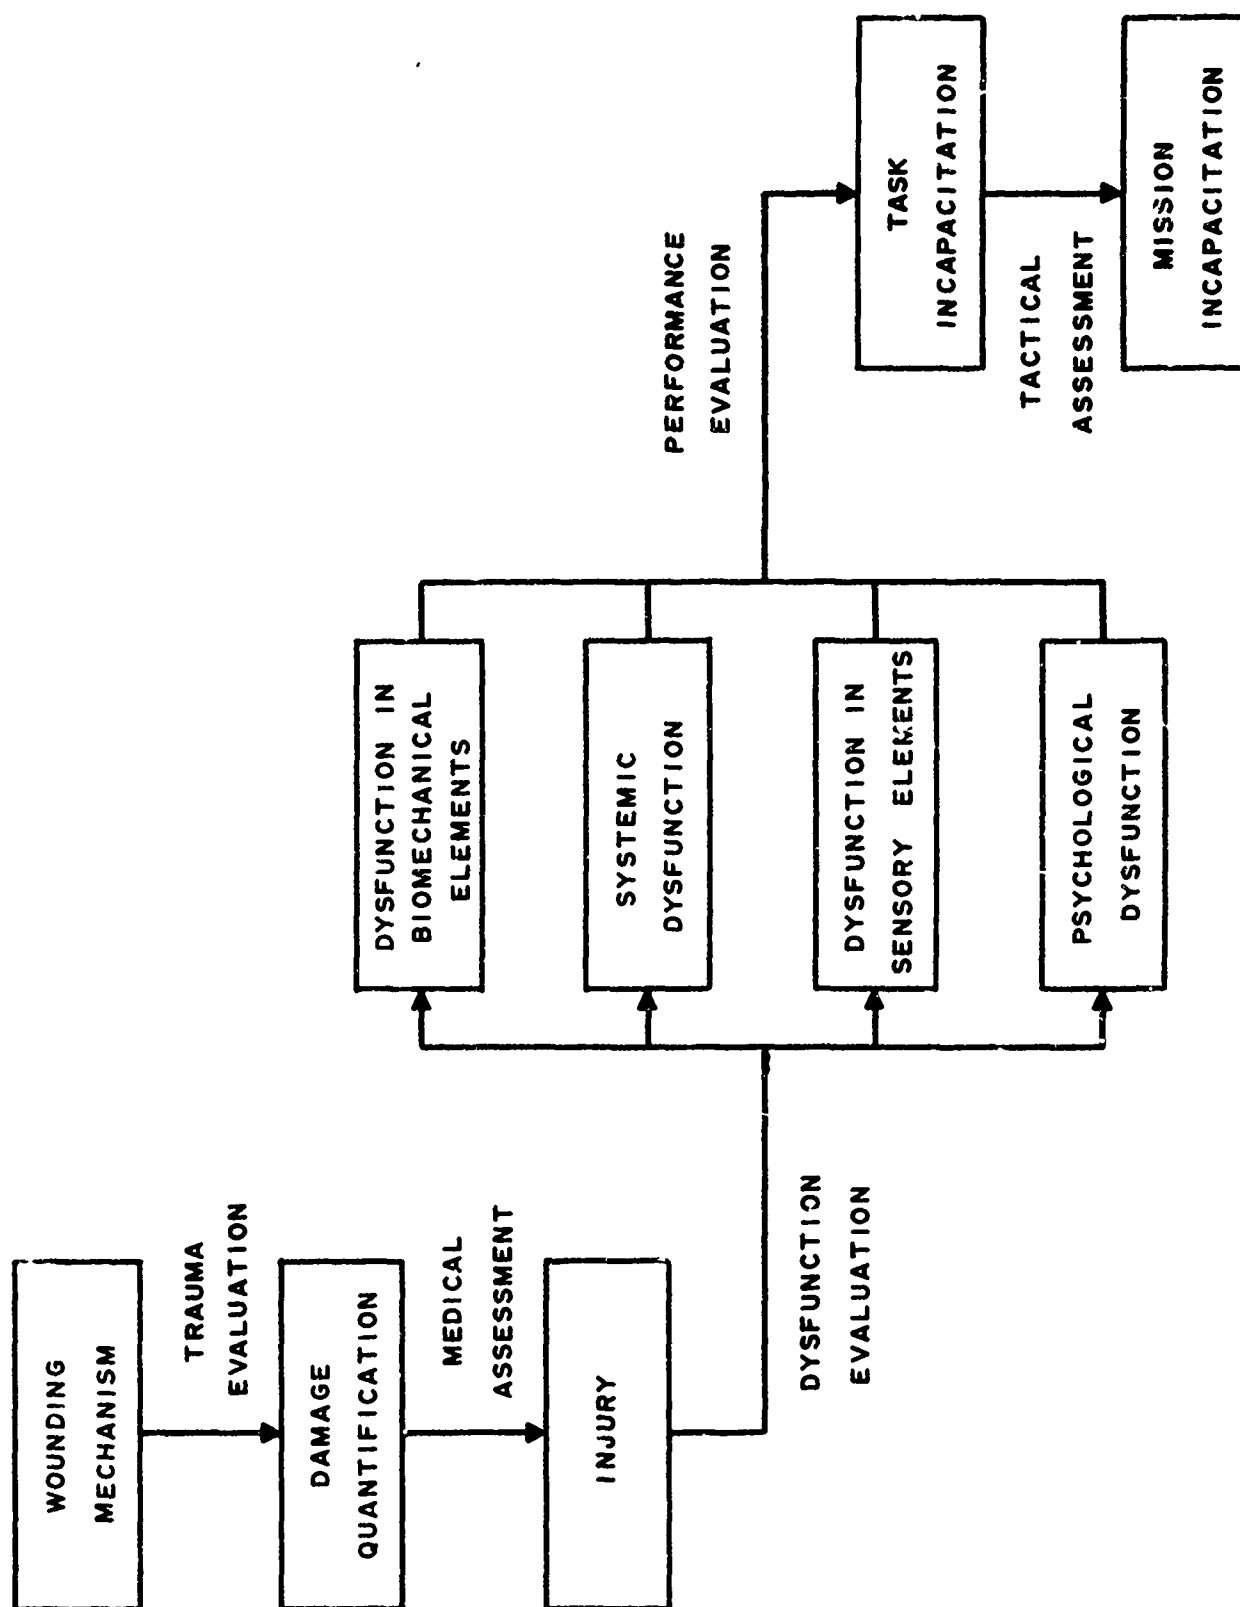 WOUNDING
MECHANISM
TRAUMA
EVALUATION
DAMAGE
QUANTIFICATION
MEDICAL
ASSESSMENT
INJURY
DYSFUNCTION
EVALUATION
DYSFUNCTION IN
BIOMECHANICAL
ELEMENTS
SYSTEMIC
DYSFUNCTION
DYSFUNCTION IN
SENSORY ELEMENTS
PSYCHOLOGICAL
DYSFUNCTION
PERFORMANCE
EVALUATION
TASK
INCAPACITATION
TACTICAL
ASSESSMENT
MISSION
INCAPACITATION